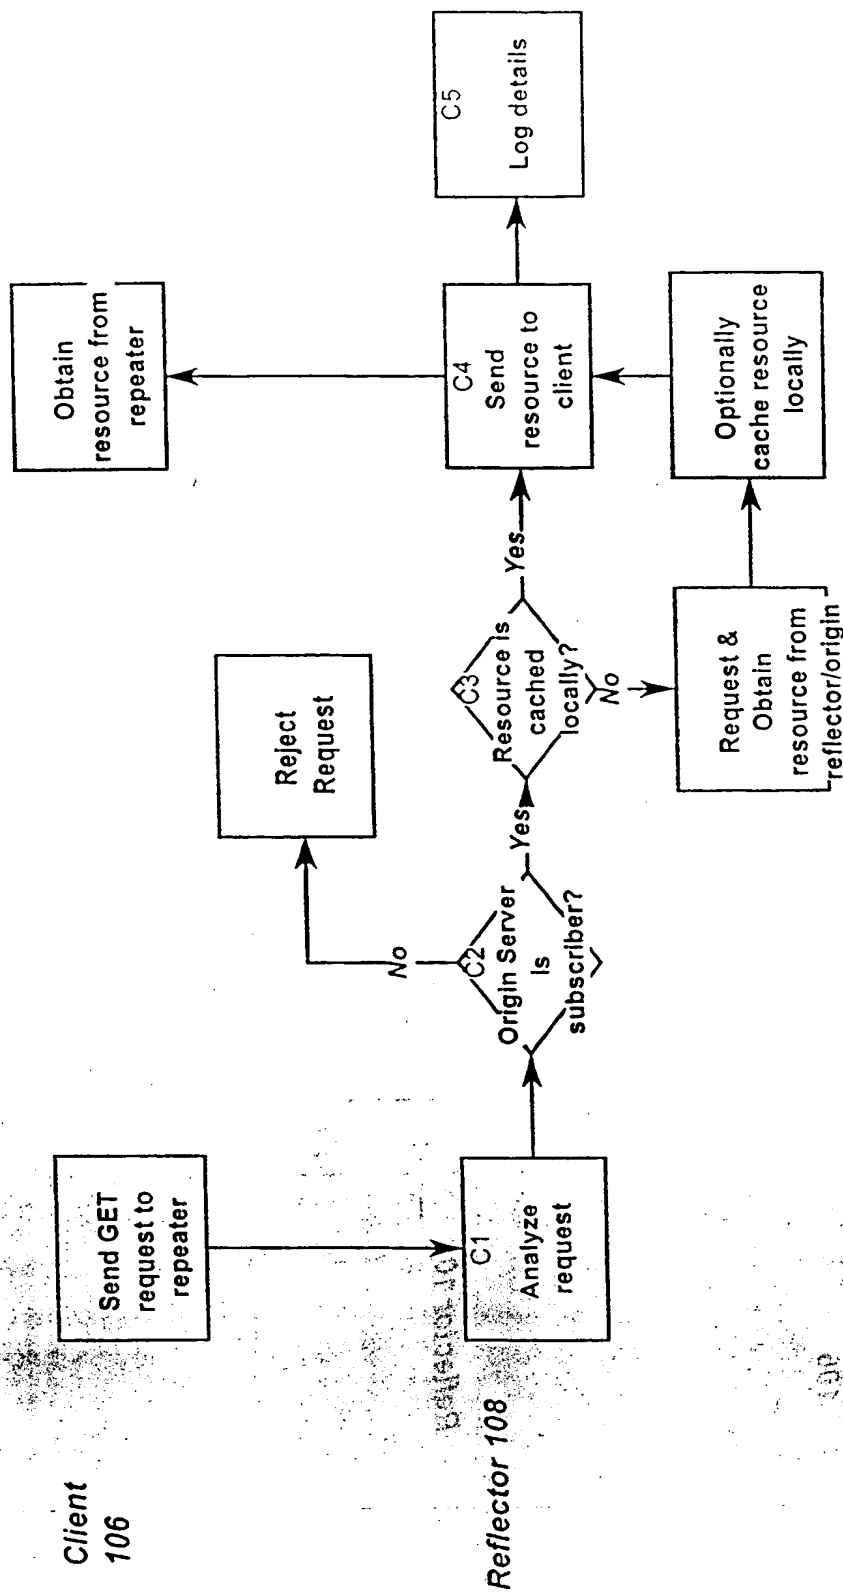 Client
106
Send GET
request to
repeater
Obtain
resource from
repeater
Reject
Request
Reflector 108
C1
Analyze
request
C2
Origin Server
is
subscriber?
No
Yes
C3
Resource is
cached
locally?
Yes
No
C4
Send
resource to
client
C5
Log details
Request &
Obtain
resource from
reflector/origin
Optionally
cache resource
locally